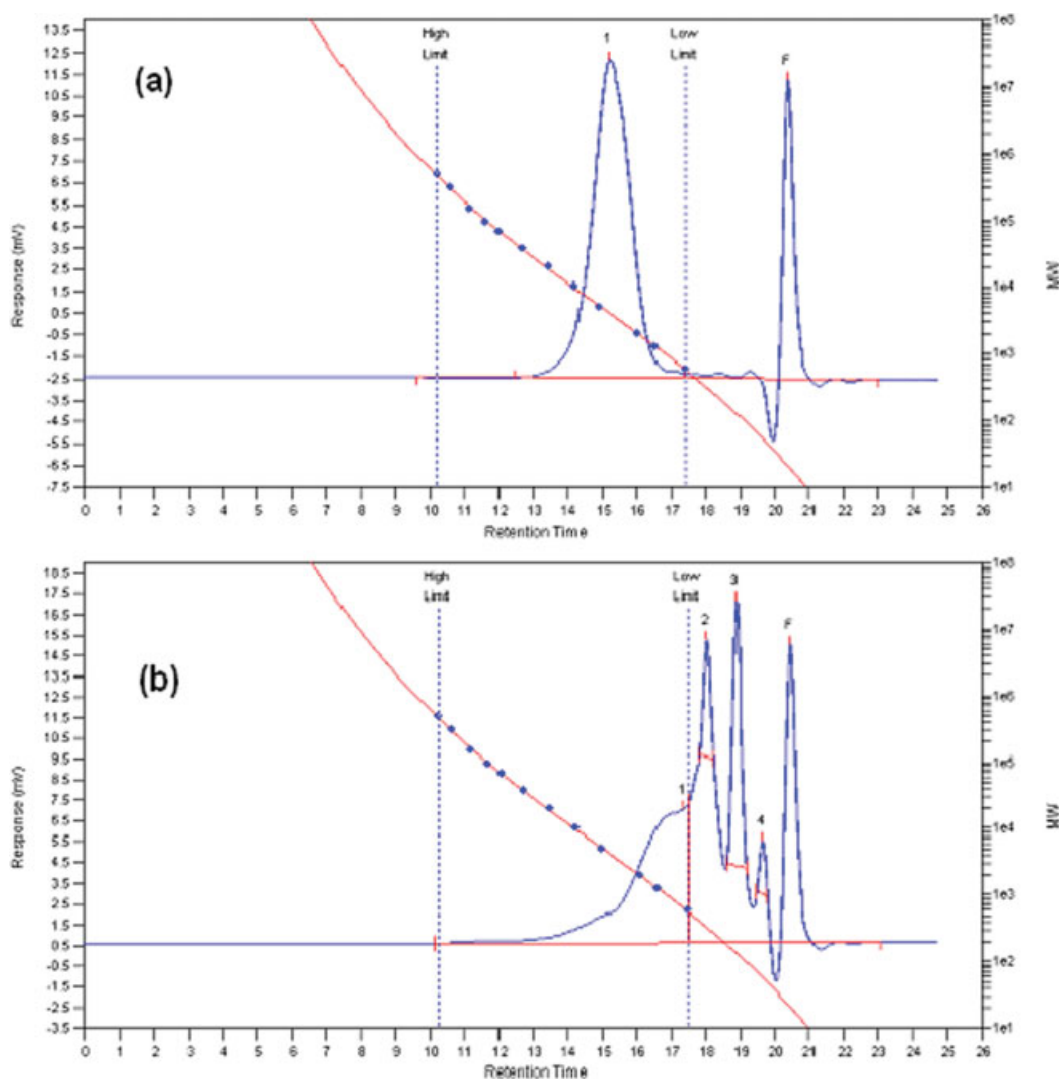 13.5
12.5
11.5
10.5
9.5
8.5
7.5
6.5
5.5
4.5
3.5
2.5
1.5
0.5
-0.5
-1.5
-2.5
-3.5
-4.5
-5.5
-6.5
-7.5
Response (mV)
(a)
High
Limit
1
Low
Limit
F
1e8
1e7
1e6
1e5
1e4
1e3
1e2
1e1
MW
0 1 2 3 4 5 6 7 8 9 10 11 12 13 14 15 16 17 18 19 20 21 22 23 24 25 26
Retention Time
18.5
17.5
16.5
15.5
14.5
13.5
12.5
11.5
10.5
9.5
8.5
7.5
6.5
5.5
4.5
3.5
2.5
1.5
0.5
-0.5
-1.5
-2.5
-3.5
Response (mV)
(b)
High
Limit
Low
Limit
1
2
3
4
F
1e8
1e7
1e6
1e5
1e4
1e3
1e2
1e1
MW
0 1 2 3 4 5 6 7 8 9 10 11 12 13 14 15 16 17 18 19 20 21 22 23 24 25 26
Retention Time